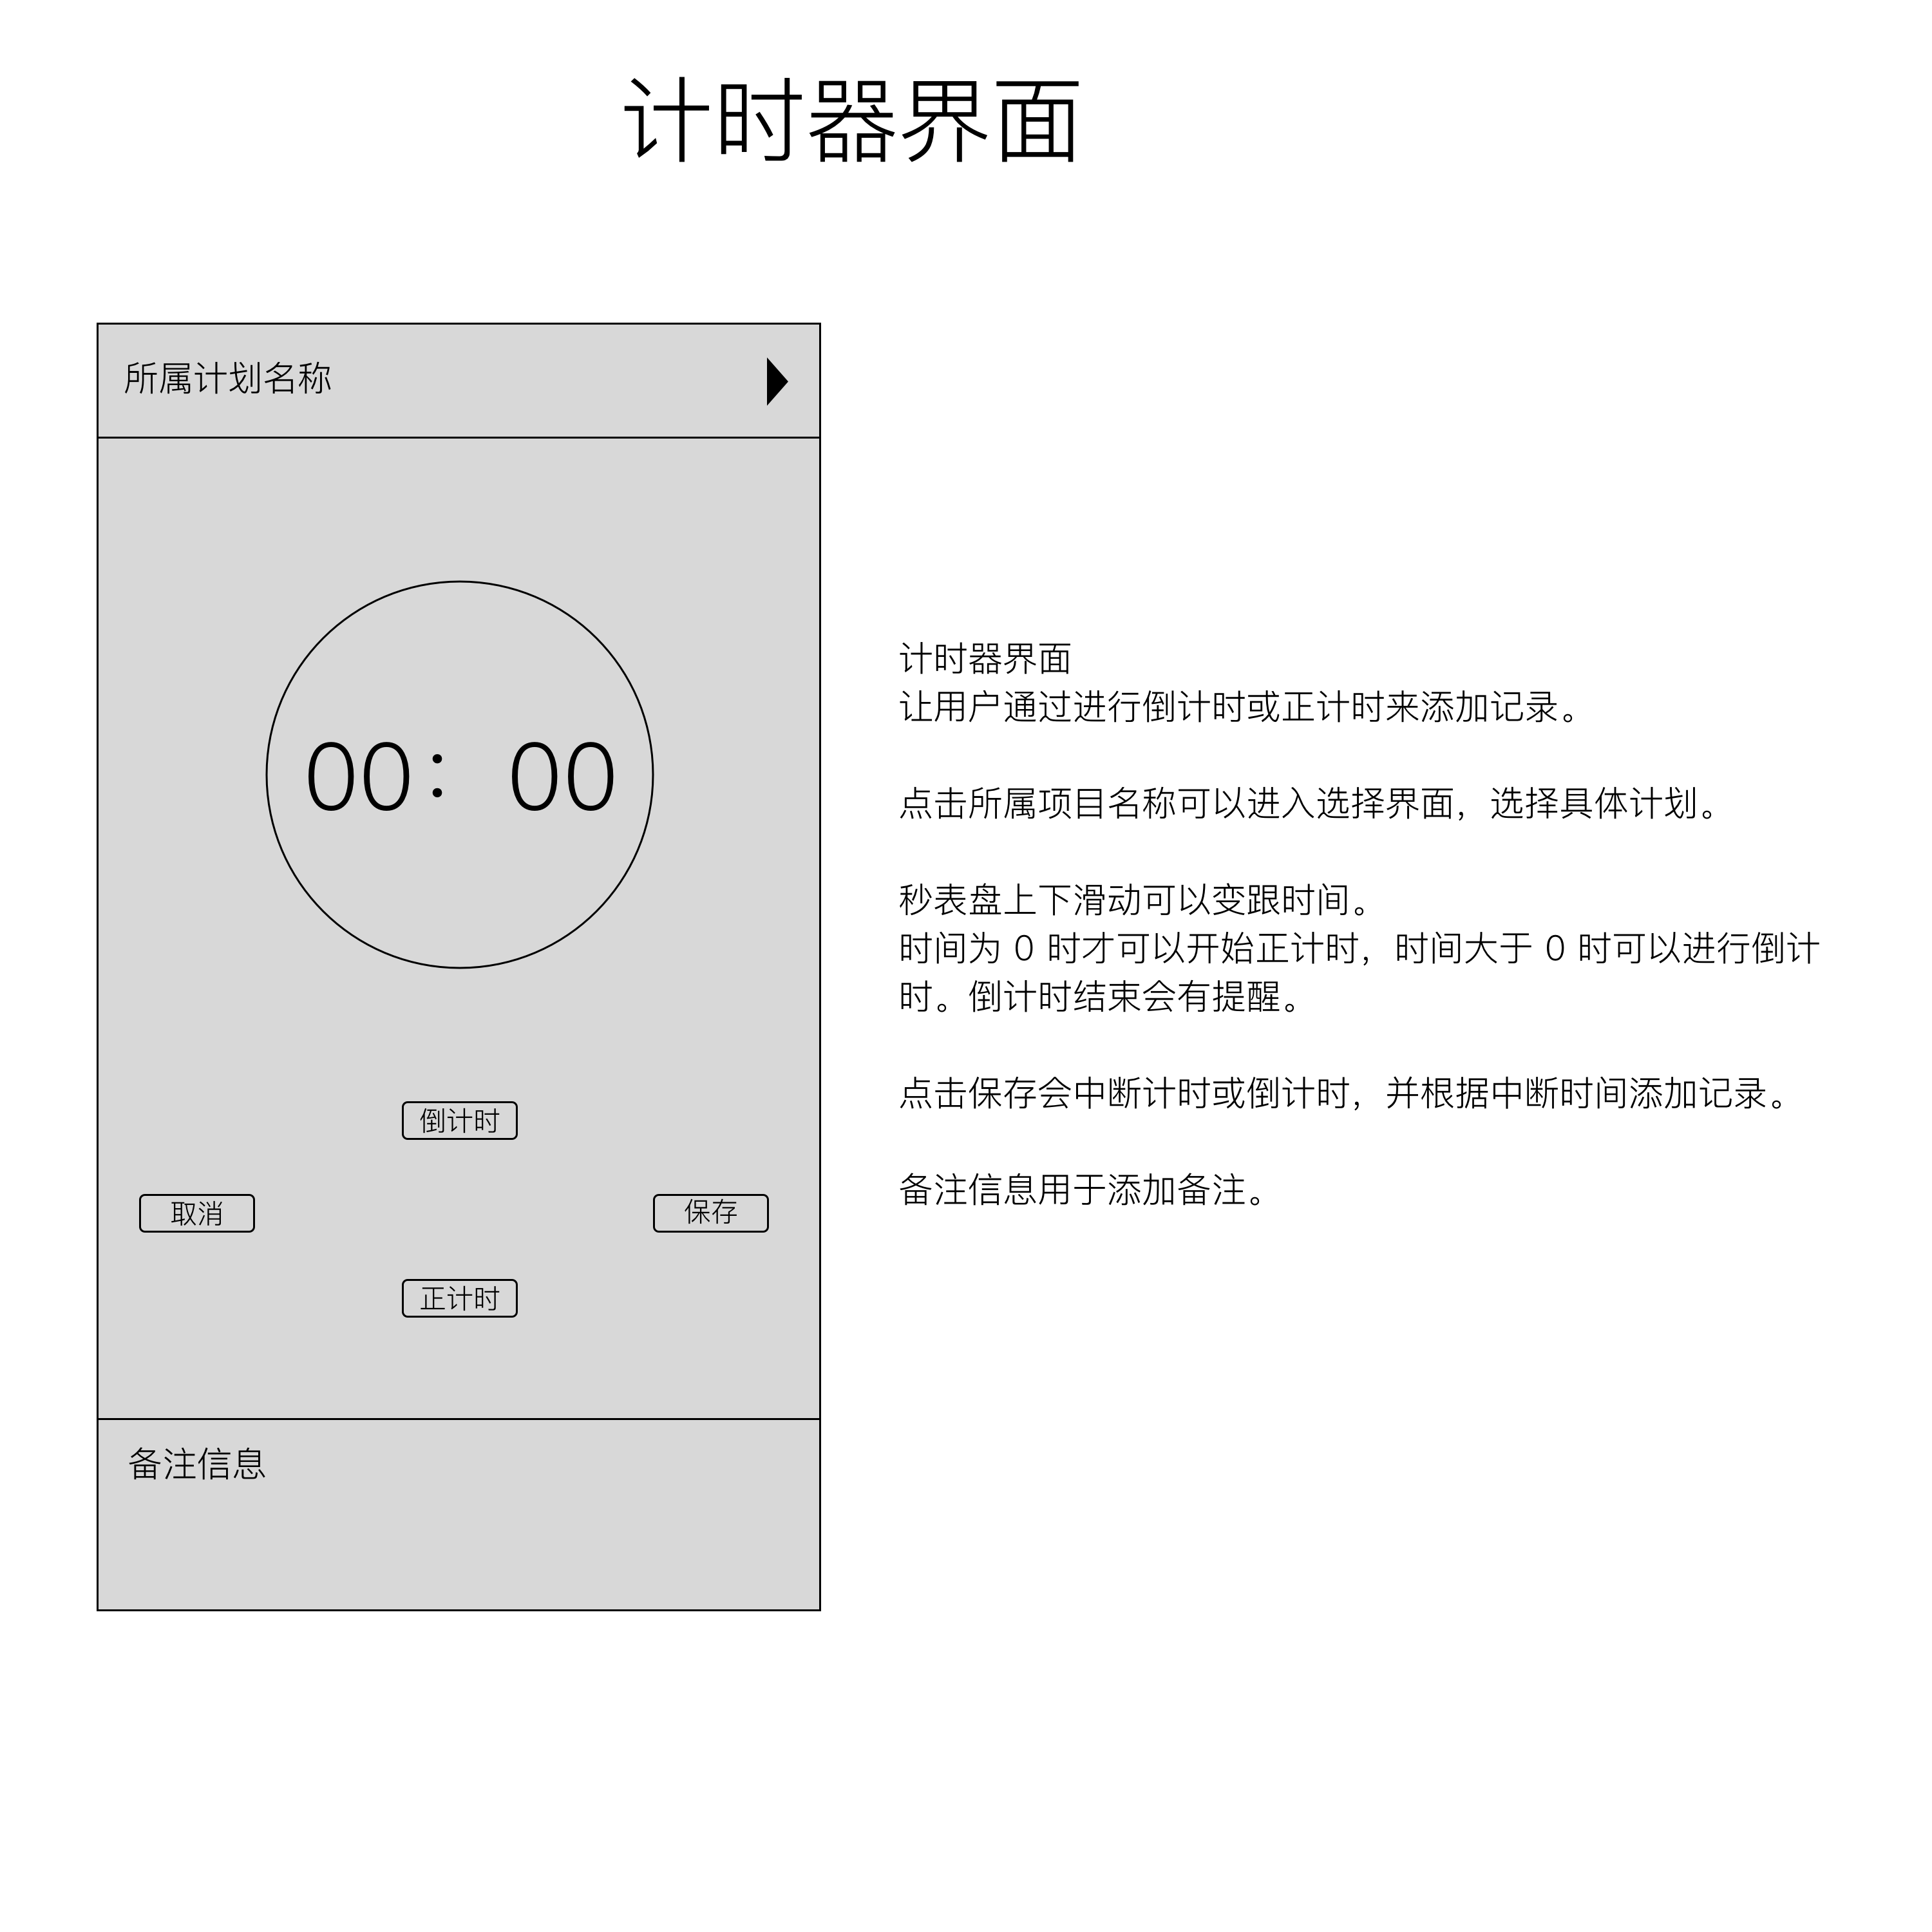 计时器界面
所属计划名称
00： 00
倒计时
取消
保存
正计时
备注信息
计时器界面
让用户通过进行倒计时或正计时来添加记录。
点击所属项目名称可以进入选择界面，选择具体计划。
秒表盘上下滑动可以变跟时间。
时间为 0 时才可以开始正计时，时间大于 0 时可以进行倒计
时。倒计时结束会有提醒。
点击保存会中断计时或倒计时，并根据中断时间添加记录。
备注信息用于添加备注。